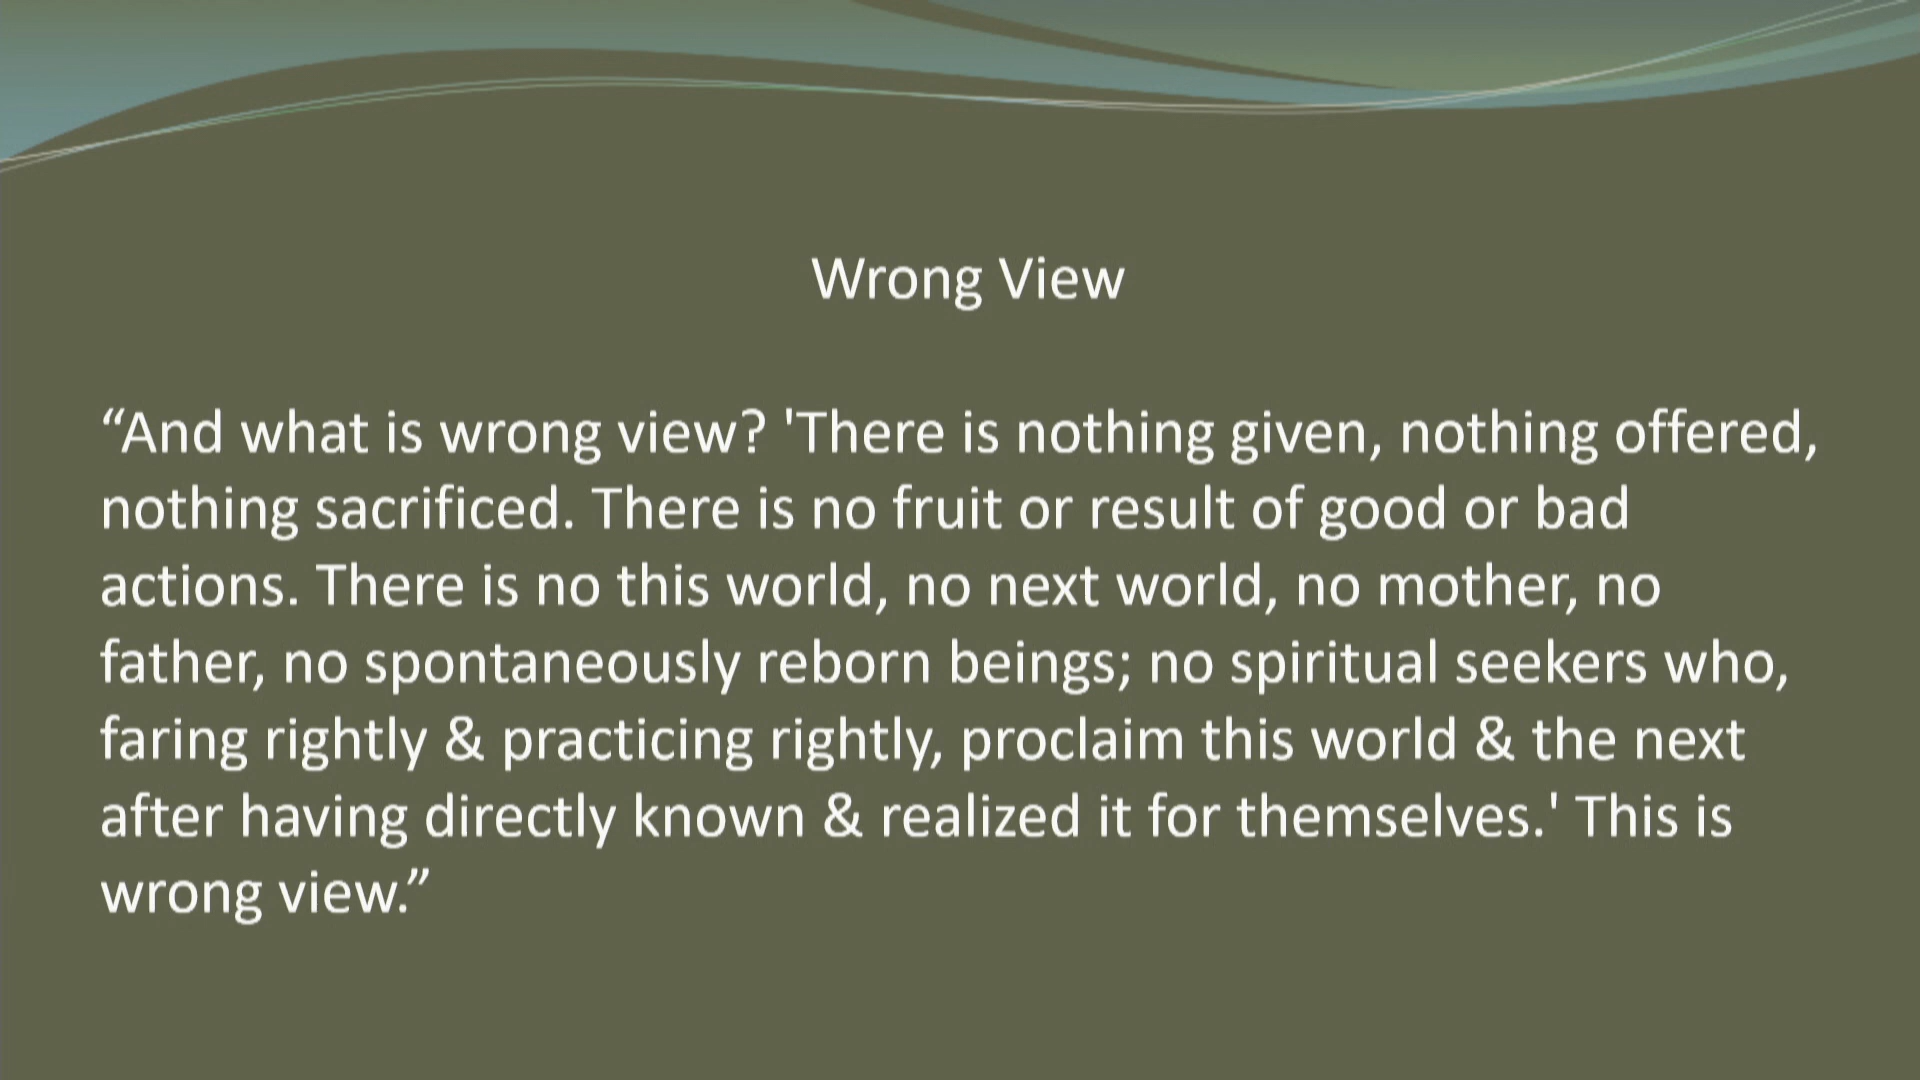 Wrong View
“And what is wrong view? 'There is nothing given, nothing offered,
nothing sacrificed. There is no fruit or result of good or bad
actions. There is no this world, no next world, no mother, no
father, no spontaneously reborn beings; no spiritual seekers who,
faring rightly & practicing rightly, proclaim this world & the next
after having directly known & realized it for themselves.' This is
wrong view.”